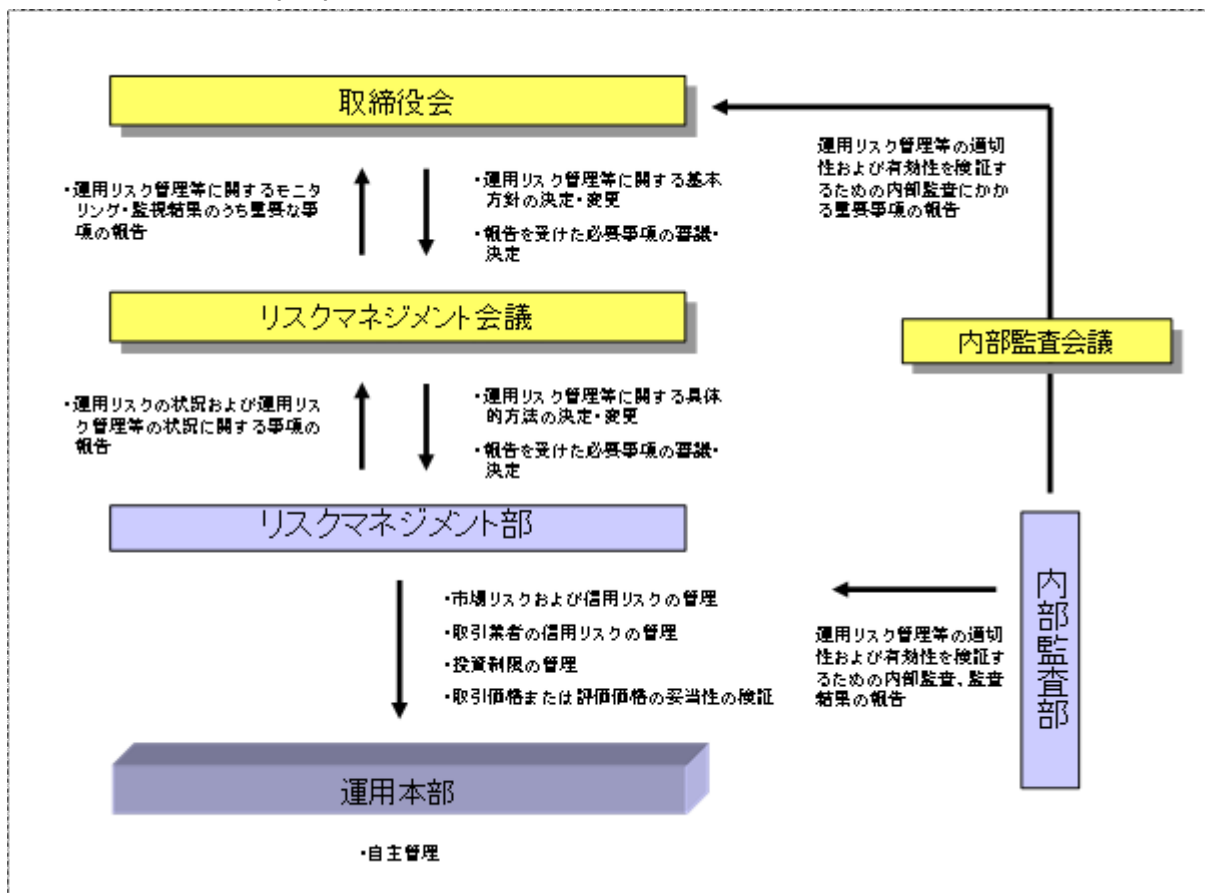 取締役会
・運用リスク管理等に関するモニ
タリング・監視結果のうち重要な事
項の報告
・運用リスク管理等に関する基本
方針の決定・変更
・報告を受けた必要事項の審議・
決定
運用リスク管理等の適切
性および有効性を検証す
るための内部監査にかか
る重要事項の報告
リスクマネジメント会議
内部監査会議
・運用リスクの状況および運用リス
ク管理等の状況に関する事項の
報告
・運用リスク管理等に関する具体
的方法の決定・変更
・報告を受けた必要事項の審議・
決定
リスクマネジメント部
・市場リスクおよび信用リスクの管理
・取引業者の信用リスクの管理
・投資制限の管理
・取引価格または評価価格の妥当性の検証
運用リスク管理等の適切
性および有効性を検証す
るための内部監査、監査
結果の報告
内部監査部
運用本部
・自主管理